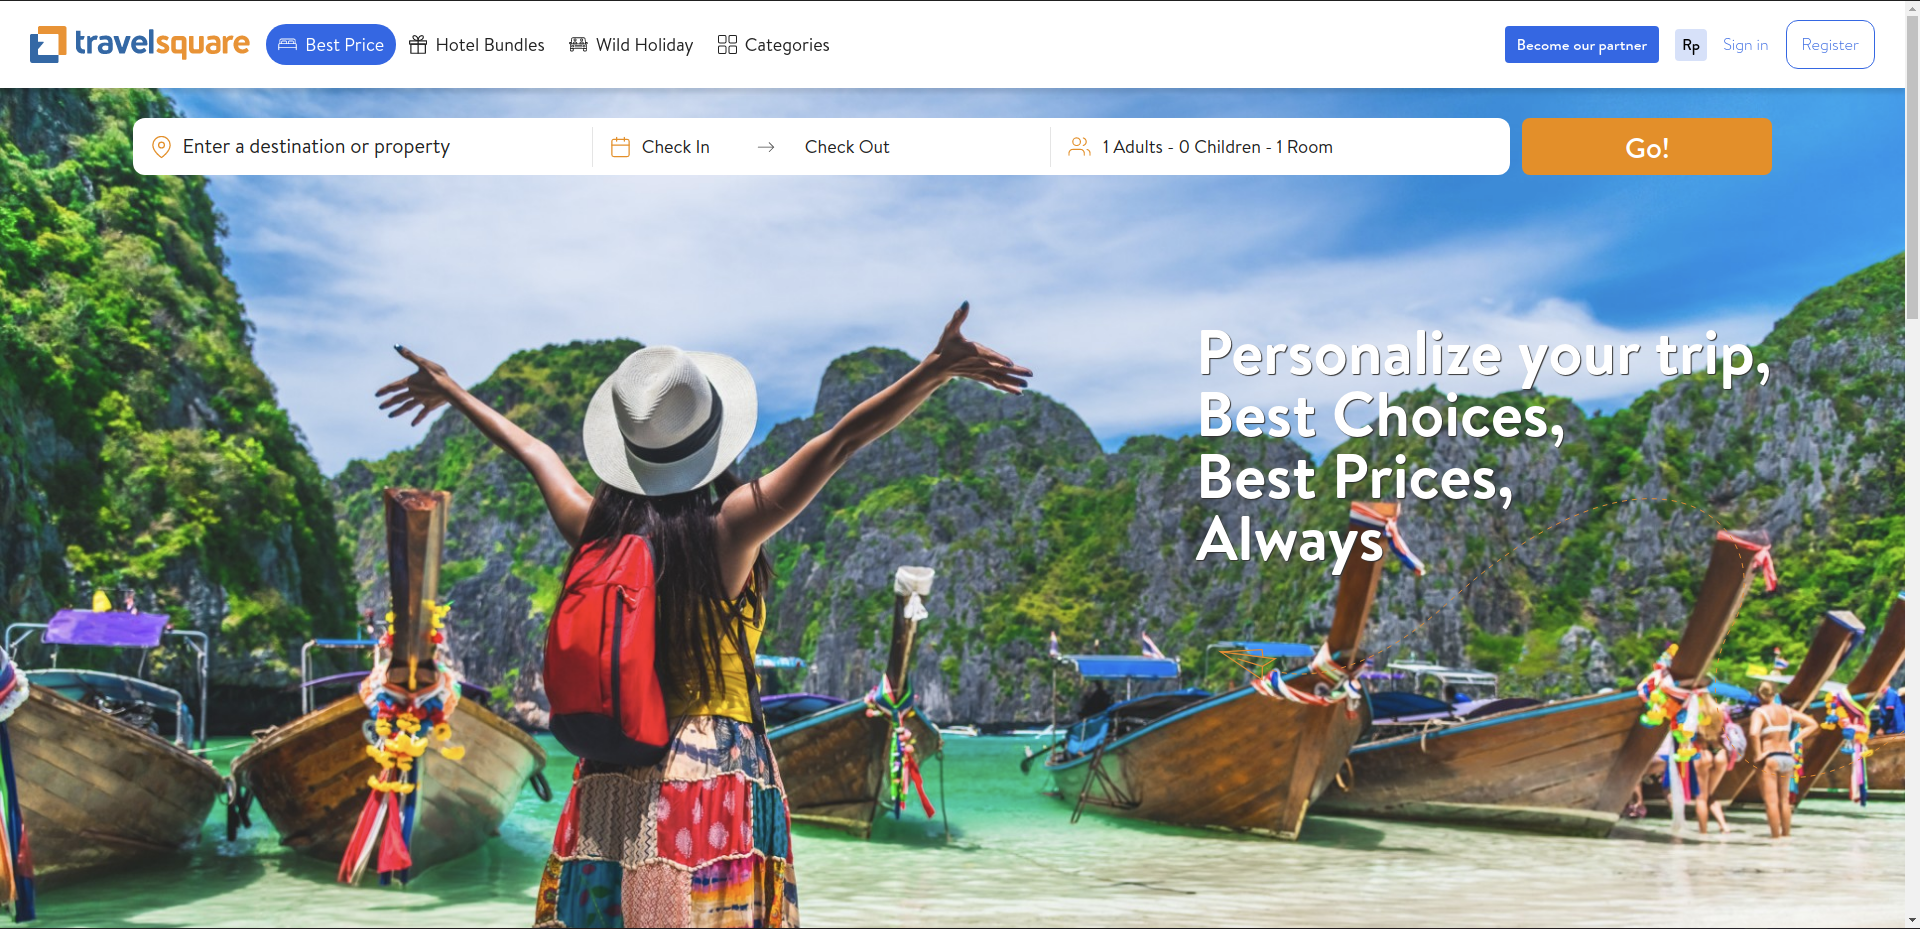 travelsquare
Best Price
Hotel Bundles
Wild Holiday
Categories
Become our partner
Rp
Sign in
Register
Enter a destination or property
Check In
Check Out
1 Adults - 0 Children - 1 Room
Go!
Personalize your trip,
Best Choices,
Best Prices,
Always